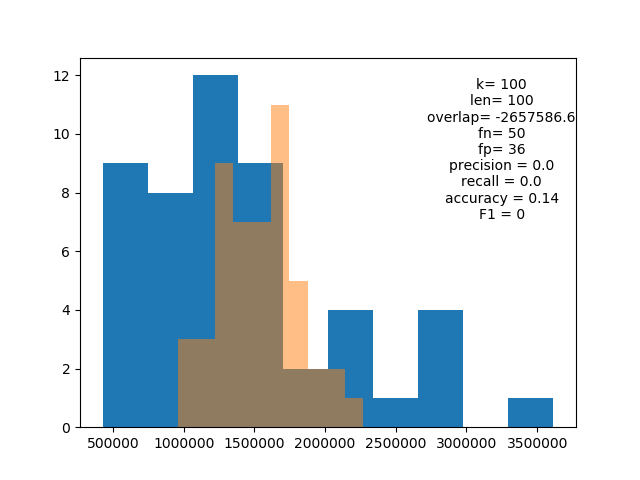 12
10
8
6
4
2
0
k= 100
len= 100
overlap= -2657586.6
fn= 50
fp= 36
precision = 0.0
recall = 0.0
accuracy = 0.14
F1 = 0
500000 1000000 1500000 2000000 2500000 3000000 3500000